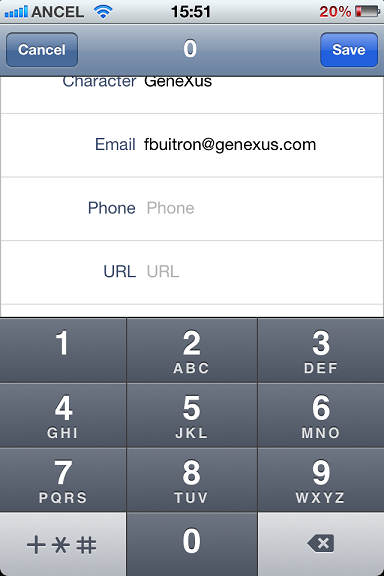 ANCEL 15:51 20%
Cancel 0 Save
Character GeneXus
Email fbuitron@genexus.com
Phone Phone
URL URL
1 2 3
ABC DEF
4 5 6
GHI JKL MNO
7 8 9
PQRS TUV WXYZ
+*# 0